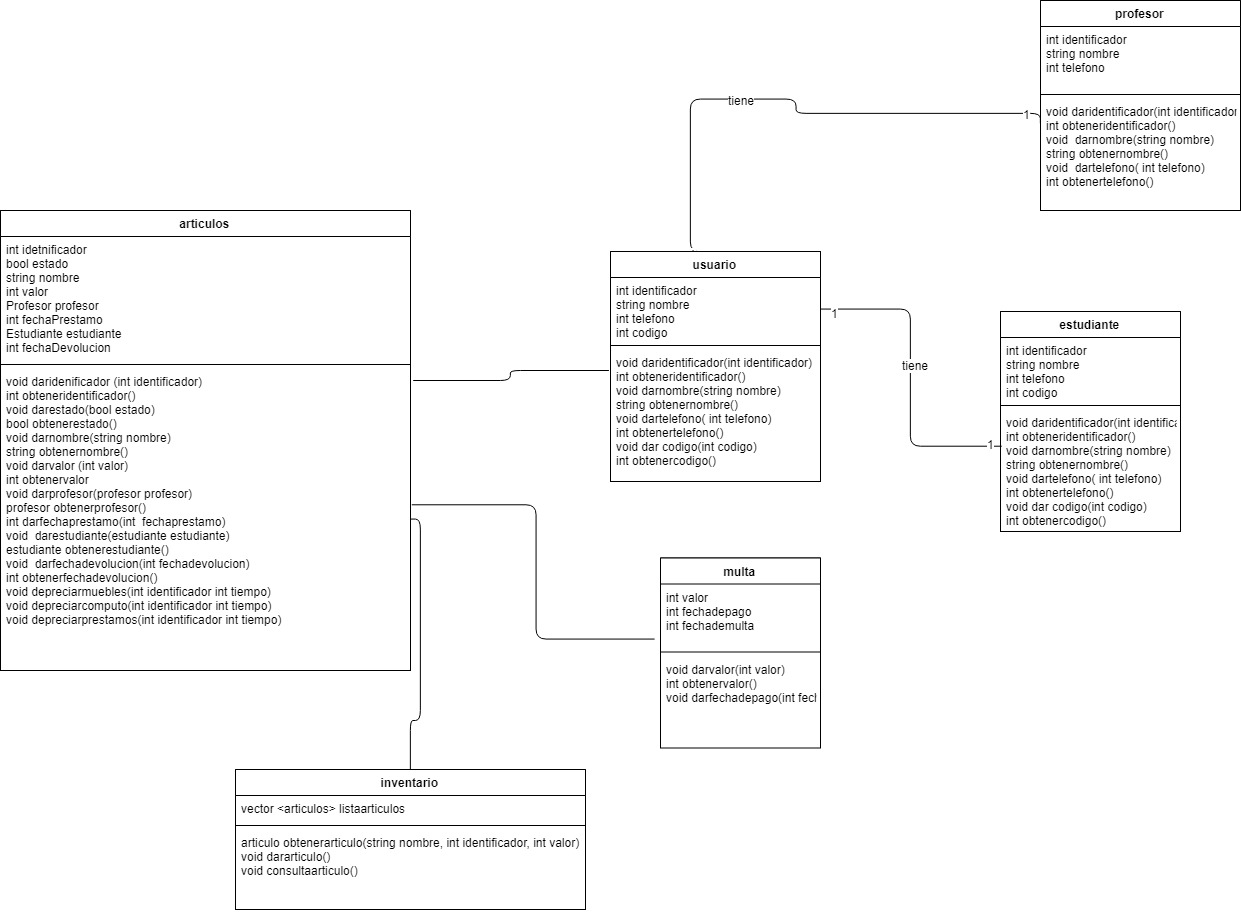 profesor
int identificador
string nombre
int telefono
void daridentificador(int identificador
int obteneridentificador()
void  darnombre(string nombre)
string obtenernombre()
void  dartelefono( int telefono)
int obtenertelefono()
tiene
1
articulos
int idetnificador
bool estado
string nombre
int valor
Profesor profesor
int fechaPrestamo
Estudiante estudiante
int fechaDevolucion
void daridenificador (int identificador)
int obteneridentificador()
void darestado(bool estado)
bool obtenerestado()
void darnombre(string nombre)
string obtenernombre()
void darvalor (int valor)
int obtenervalor
void darprofesor(profesor profesor)
profesor obtenerprofesor()
int darfechaprestamo(int  fechaprestamo)
void  darestudiante(estudiante estudiante)
estudiante obtenerestudiante()
void  darfechadevolucion(int fechadevolucion)
int obtenerfechadevolucion()
void depreciarmuebles(int identificador int tiempo)
void depreciarcomputo(int identificador int tiempo)
void depreciarprestamos(int identificador int tiempo)
usuario
int identificador
string nombre
int telefono
int codigo
void daridentificador(int identificador)
int obteneridentificador()
void darnombre(string nombre)
string obtenernombre()
void dartelefono( int telefono)
int obtenertelefono()
void dar codigo(int codigo)
int obtenercodigo()
1
tiene
1
estudiante
int identificador
string nombre
int telefono
int codigo
void daridentificador(int identifica
int obteneridentificador()
void darnombre(string nombre)
string obtenernombre()
void dartelefono( int telefono)
int obtenertelefono()
void dar codigo(int codigo)
int obtenercodigo()
multa
int valor
int fechadepago
int fechademulta
void darvalor(int valor)
int obtenervalor()
void darfechadepago(int fech
inventario
vector <articulos> listaarticulos
articulo obtenerarticulo(string nombre, int identificador, int valor)
void dararticulo()
void consultaarticulo()